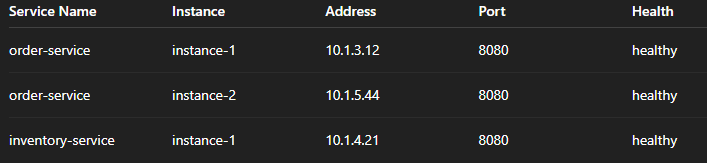 Service Name Instance Address Port Health
order-service instance-1 10.1.3.12 8080 healthy
order-service instance-2 10.1.5.44 8080 healthy
inventory-service instance-1 10.1.4.21 8080 healthy